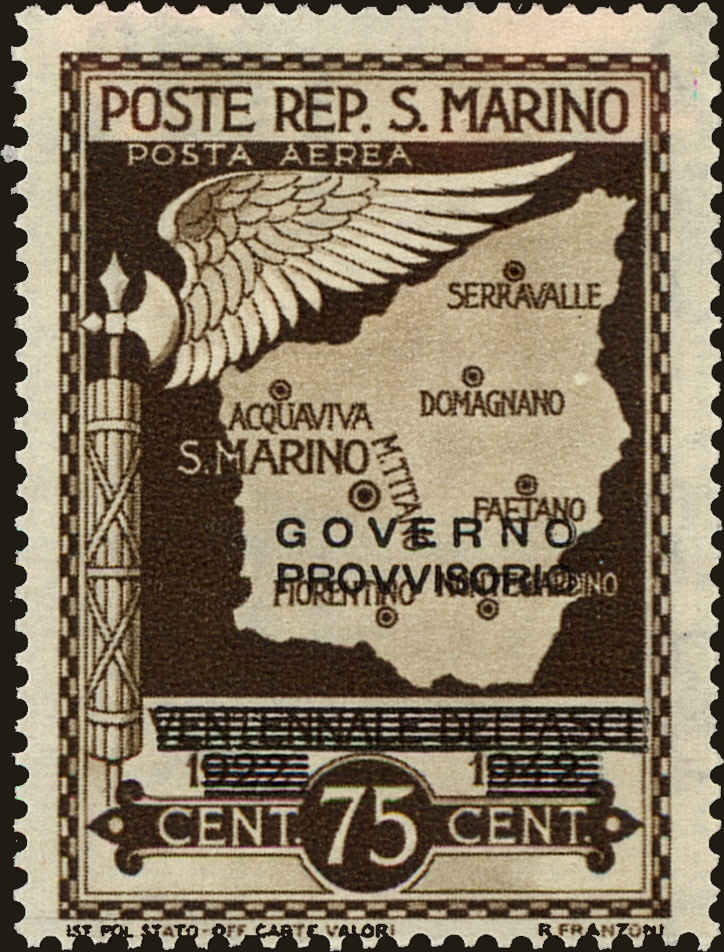 POSTE REP. S. MARINO
POSTA AEREA
SERRAVALLE
DOMAGNANO
ACQUAVIVA
S. MARINO
M. TITANO
FAETANO
GOVERNO
PROVVISORIO
FIORENTINO MONTEGIARDINO
VENTENNALE DEI FASCI
1922 1942
CENT. 75 CENT.
IST. POL. STATO-OFF. CARTE VALORI R. FRANZONI